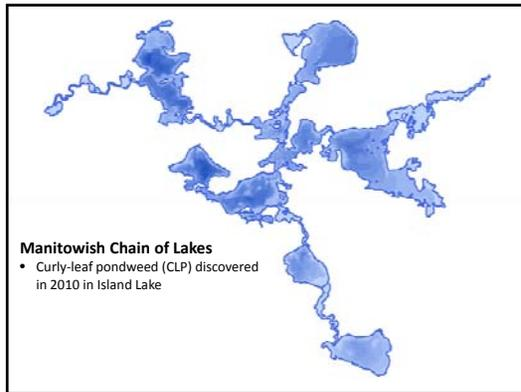 Manitowish Chain of Lakes
• Curly-leaf pondweed (CLP) discovered
in 2010 in Island Lake